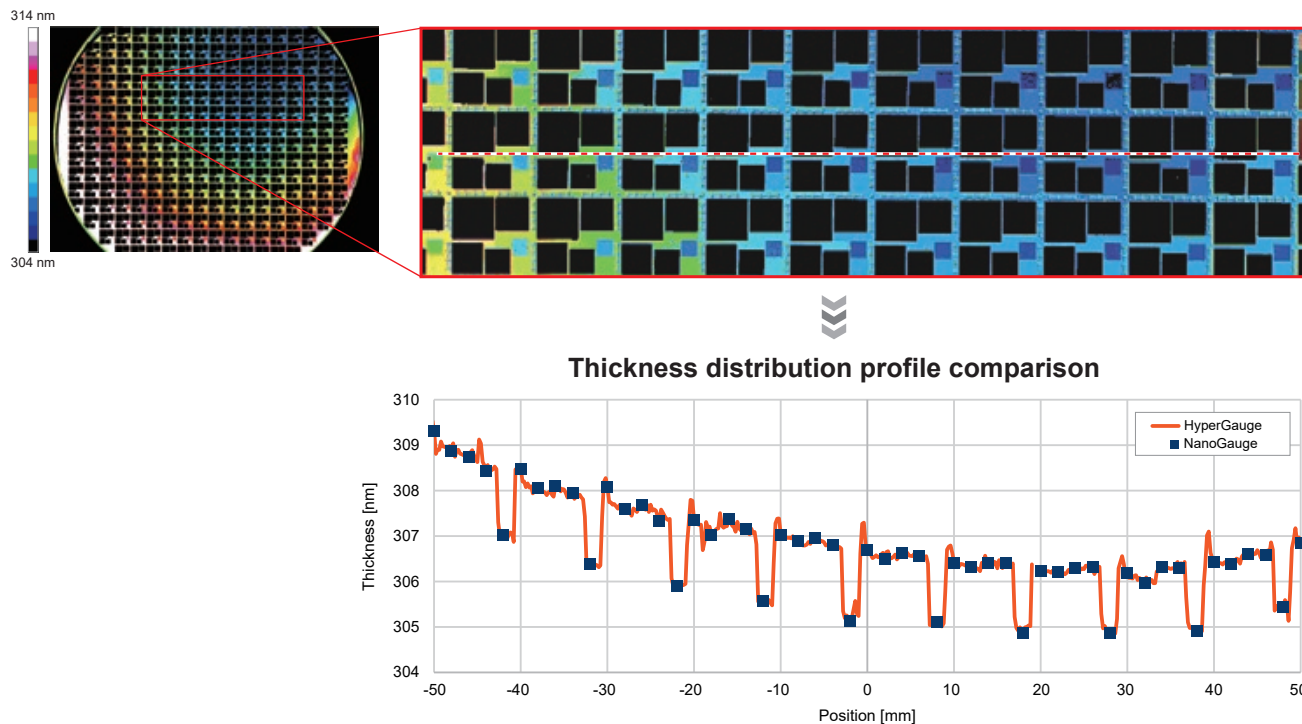 314 nm
304 nm
Thickness distribution profile comparison
310
309
308
307
306
305
304
Thickness [nm]
HyperGauge
NanoGauge
-50 -40 -30 -20 -10 0 10 20 30 40 50
Position [mm]